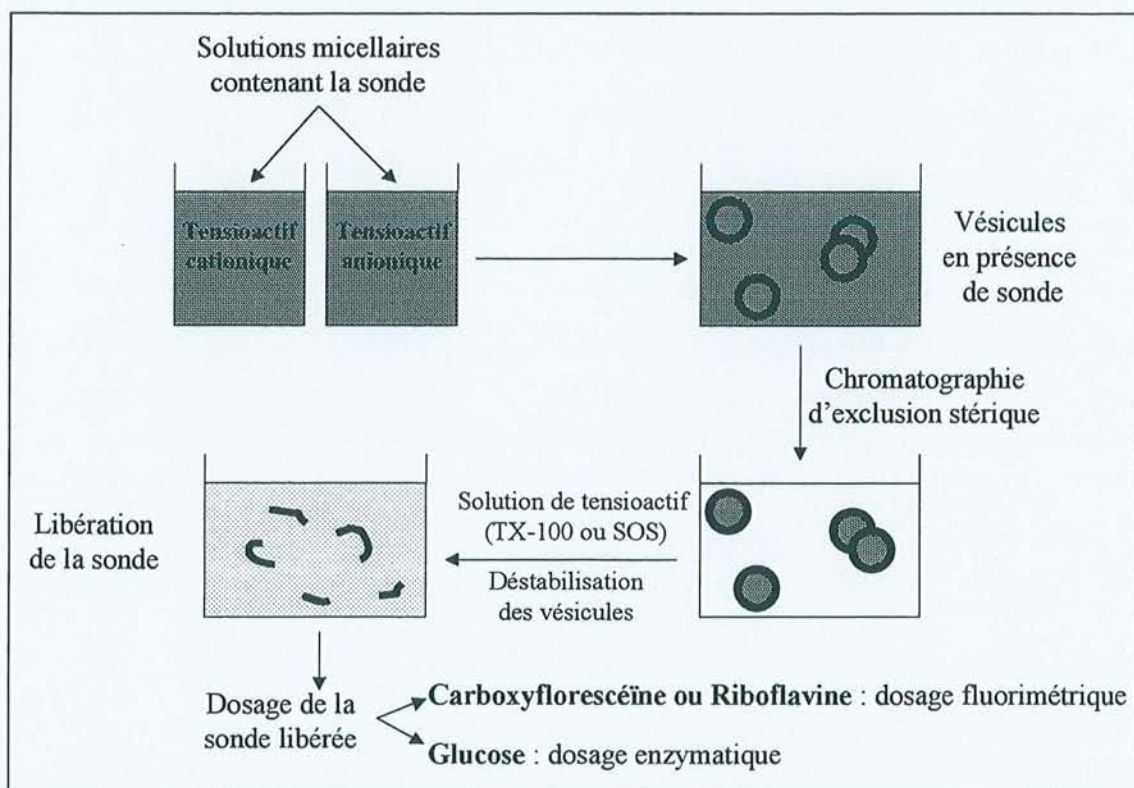 Solutions micellaires
contenant la sonde
Tensioactif
cationique
Tensioactif
anionique
Vésicules
en présence
de sonde
Chromatographie
d'exclusion stérique
Solution de tensioactif
(TX-100 ou SOS)
Déstabilisation
des vésicules
Libération
de la sonde
Dosage de la
sonde libérée
Carboxyflorescéïne ou Riboflavine : dosage fluorimétrique
Glucose : dosage enzymatique